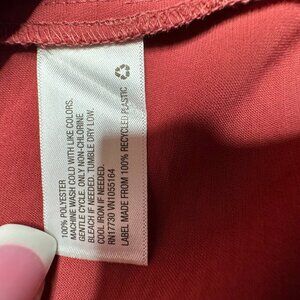 100% POLYESTER
MACHINE WASH COLD WITH LIKE COLORS.
GENTLE CYCLE. ONLY NON-CHLORINE
BLEACH IF NEEDED. TUMBLE DRY LOW.
COOL IRON IF NEEDED.
RN17730 VN1055164
LABEL MADE FROM 100% RECYCLED PLASTIC